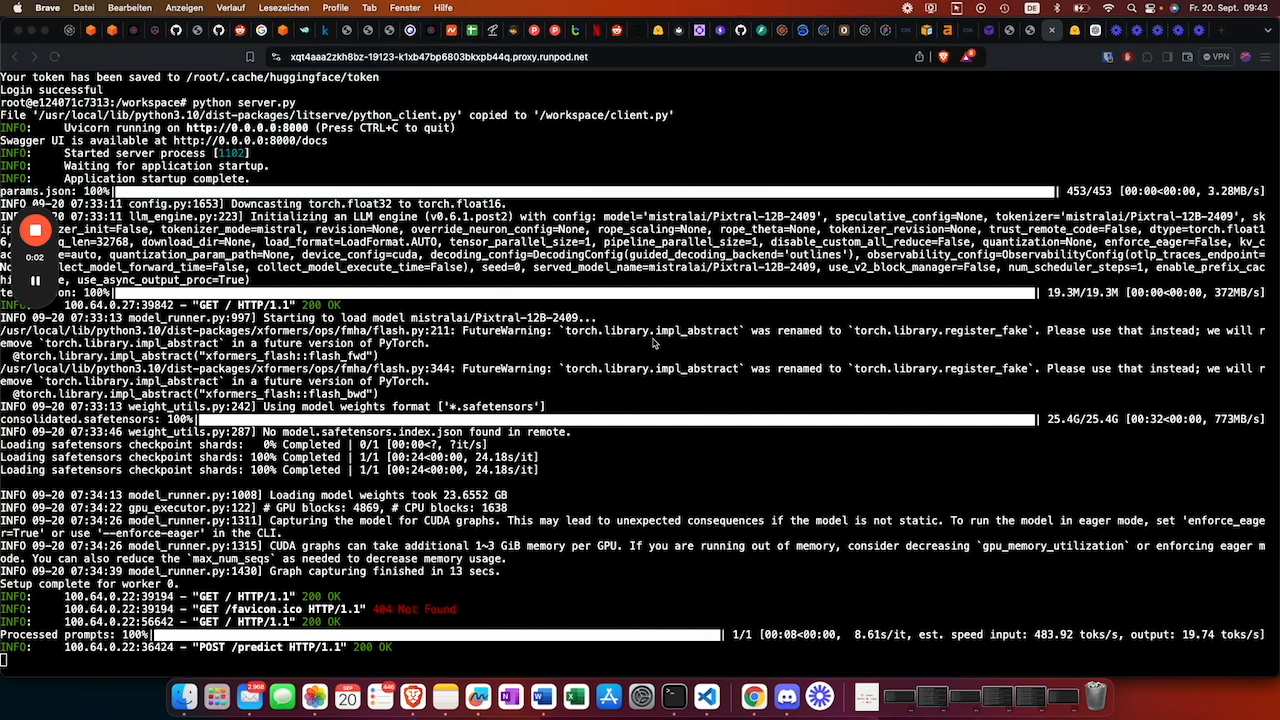 Brave Datei Bearbeiten Anzeigen Verlauf Lesezeichen Profile Tab Fenster Hilfe DE Fr. 20. Sept. 09:43
xqt4aaa2zkh8bz-19123-k1xb47bp6803bkxpb44q.proxy.runpod.net VPN
Your token has been saved to /root/.cache/huggingface/token
Login successful
root@e124071c7313:/workspace# python server.py
File '/usr/local/lib/python3.10/dist-packages/litserve/python_client.py' copied to '/workspace/client.py'
INFO: Uvicorn running on http://0.0.0.0:8000 (Press CTRL+C to quit)
Swagger UI is available at http://0.0.0.0:8000/docs
INFO: Started server process [1102]
INFO: Waiting for application startup.
INFO: Application startup complete.
params.json: 100%| | 453/453 [00:00<00:00, 3.28MB/s]
INFO 09-20 07:33:11 config.py:1653] Downcasting torch.float32 to torch.float16.
INFO 09-20 07:33:11 llm_engine.py:223] Initializing an LLM engine (v0.6.1.post2) with config: model='mistralai/Pixtral-12B-2409', speculative_config=None, tokenizer='mistralai/Pixtral-12B-2409', sk
ip init=False, tokenizer_mode=mistral, revision=None, override_neuron_config=None, rope_scaling=None, rope_theta=None, tokenizer_revision=None, trust_remote_code=False, dtype=torch.float1
6, q_len=32768, download_dir=None, load_format=LoadFormat.AUTO, tensor_parallel_size=1, pipeline_parallel_size=1, disable_custom_all_reduce=False, quantization=None, enforce_eager=False, kv_c
ac =auto, quantization_param_path=None, device_config=cuda, decoding_config=DecodingConfig(guided_decoding_backend='outlines'), observability_config=ObservabilityConfig(otlp_traces_endpoint=
No lect_model_forward_time=False, collect_model_execute_time=False), seed=0, served_model_name=mistralai/Pixtral-12B-2409, use_v2_block_manager=False, num_scheduler_steps=1, enable_prefix_cac
hi e, use_async_output_proc=True)
te on: 100%| | 19.3M/19.3M [00:00<00:00, 372MB/s]
INFO: 100.64.0.27:39842 - "GET / HTTP/1.1" 200 OK
INFO 09-20 07:33:13 model_runner.py:997] Starting to load model mistralai/Pixtral-12B-2409...
/usr/local/lib/python3.10/dist-packages/xformers/ops/fmha/flash.py:211: FutureWarning: `torch.library.impl_abstract` was renamed to `torch.library.register_fake`. Please use that instead; we will r
emove `torch.library.impl_abstract` in a future version of PyTorch.
@torch.library.impl_abstract("xformers_flash::flash_fwd")
/usr/local/lib/python3.10/dist-packages/xformers/ops/fmha/flash.py:344: FutureWarning: `torch.library.impl_abstract` was renamed to `torch.library.register_fake`. Please use that instead; we will r
emove `torch.library.impl_abstract` in a future version of PyTorch.
@torch.library.impl_abstract("xformers_flash::flash_bwd")
INFO 09-20 07:33:13 weight_utils.py:242] Using model weights format ['*.safetensors']
consolidated.safetensors: 100%| | 25.4G/25.4G [00:32<00:00, 773MB/s]
INFO 09-20 07:33:46 weight_utils.py:287] No model.safetensors.index.json found in remote.
Loading safetensors checkpoint shards: 0% Completed | 0/1 [00:00<?, ?it/s]
Loading safetensors checkpoint shards: 100% Completed | 1/1 [00:24<00:00, 24.18s/it]
Loading safetensors checkpoint shards: 100% Completed | 1/1 [00:24<00:00, 24.18s/it]
INFO 09-20 07:34:13 model_runner.py:1008] Loading model weights took 23.6552 GB
INFO 09-20 07:34:22 gpu_executor.py:122] # GPU blocks: 4869, # CPU blocks: 1638
INFO 09-20 07:34:26 model_runner.py:1311] Capturing the model for CUDA graphs. This may lead to unexpected consequences if the model is not static. To run the model in eager mode, set 'enforce_eage
r=True' or use '--enforce-eager' in the CLI.
INFO 09-20 07:34:26 model_runner.py:1315] CUDA graphs can take additional 1~3 GiB memory per GPU. If you are running out of memory, consider decreasing `gpu_memory_utilization` or enforcing eager m
ode. You can also reduce the `max_num_seqs` as needed to decrease memory usage.
INFO 09-20 07:34:39 model_runner.py:1430] Graph capturing finished in 13 secs.
Setup complete for worker 0.
INFO: 100.64.0.22:39194 - "GET / HTTP/1.1" 200 OK
INFO: 100.64.0.22:39194 - "GET /favicon.ico HTTP/1.1" 404 Not Found
INFO: 100.64.0.22:56642 - "GET / HTTP/1.1" 200 OK
Processed prompts: 100%| | 1/1 [00:08<00:00, 8.61s/it, est. speed input: 483.92 toks/s, output: 19.74 toks/s]
INFO: 100.64.0.22:36424 - "POST /predict HTTP/1.1" 200 OK
0:02
2.968
SEP
20
446